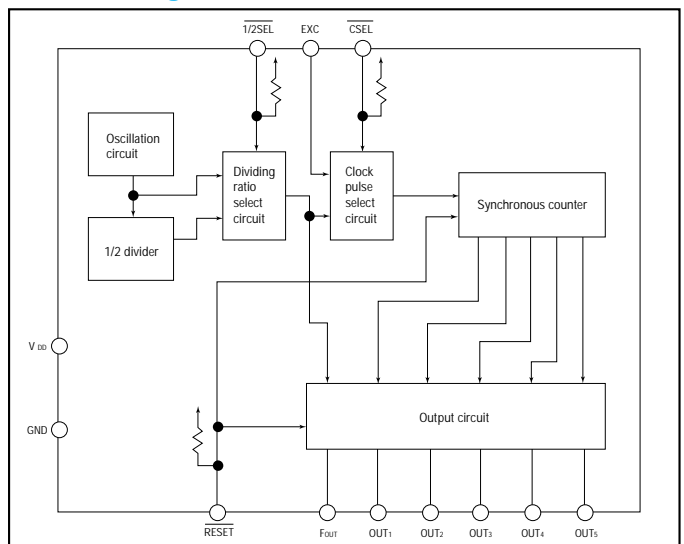 1/2SEL EXC CSEL
Oscillation
circuit
Dividing
ratio
select
circuit
Clock
pulse
select
circuit
Synchronous counter
1/2 divider
VDD
GND
Output circuit
RESET FOUT OUT1 OUT2 OUT3 OUT4 OUT5